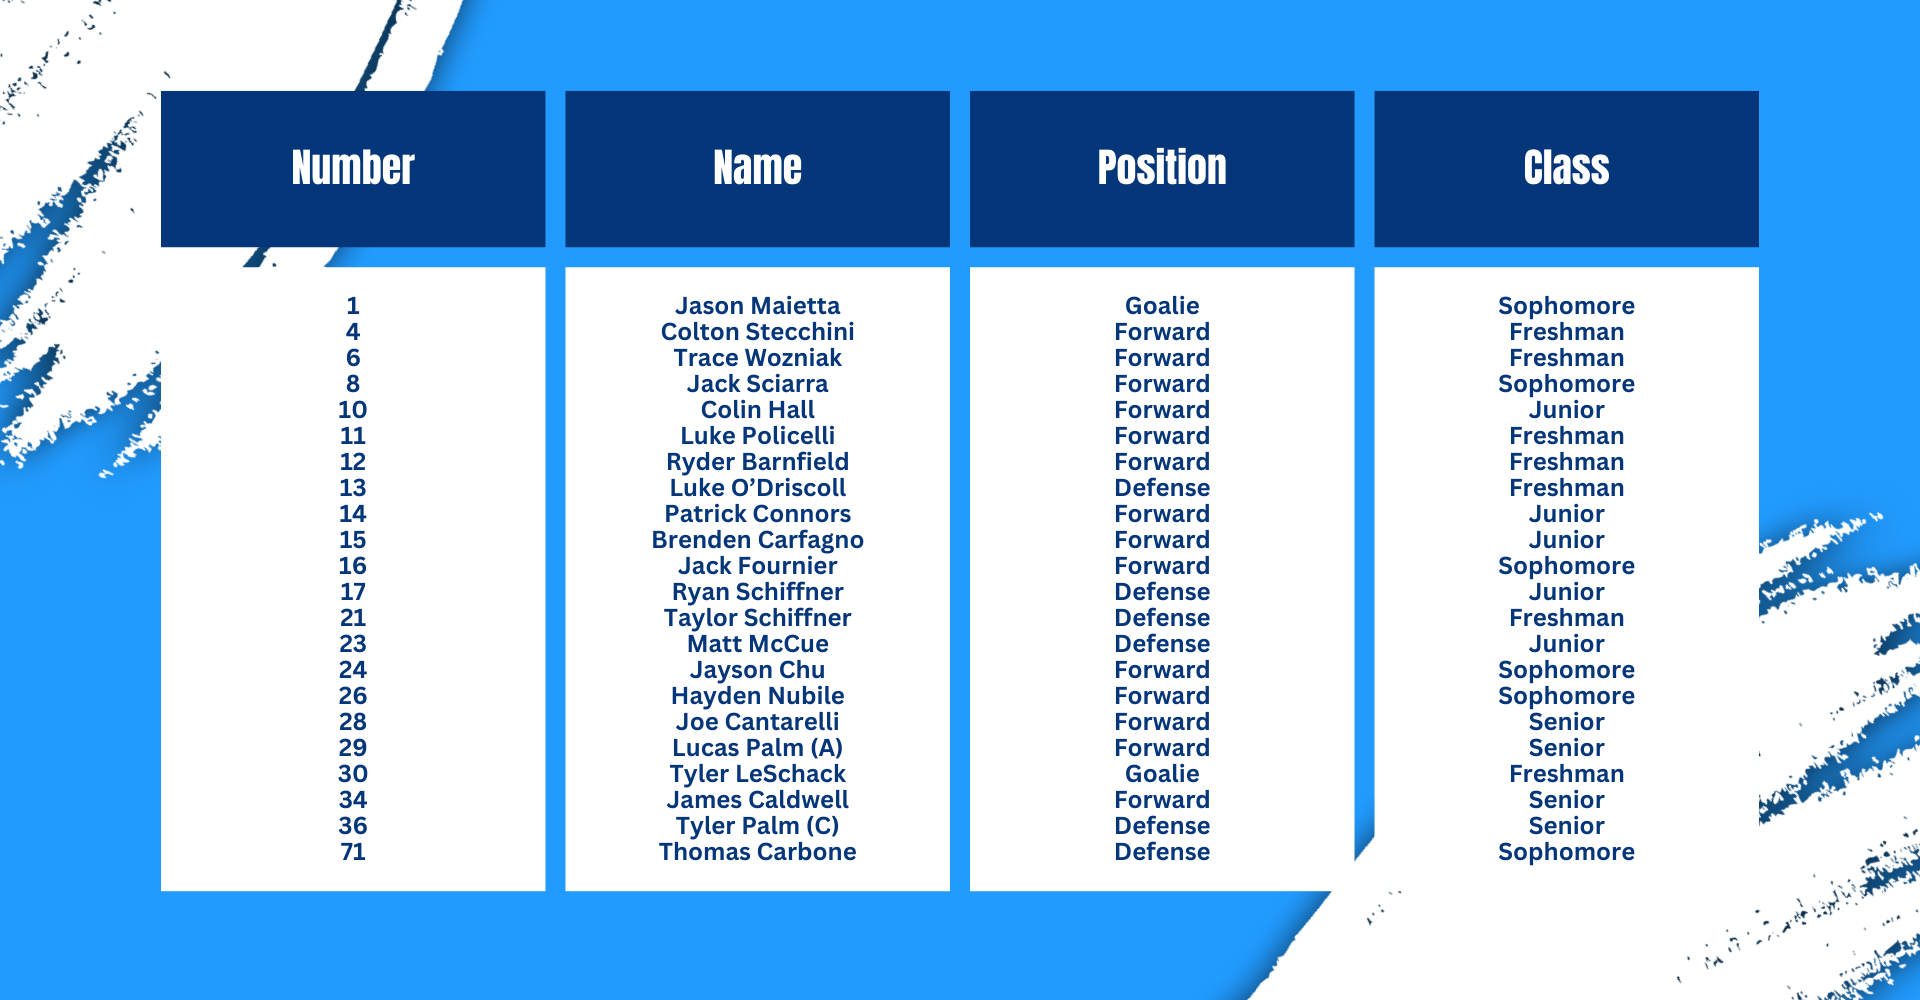 Number Name Position Class
1 Jason Maietta Goalie Sophomore
4 Colton Stecchini Forward Freshman
6 Trace Wozniak Forward Freshman
8 Jack Sciarra Forward Sophomore
10 Colin Hall Forward Junior
11 Luke Policelli Forward Freshman
12 Ryder Barnfield Forward Freshman
13 Luke O’Driscoll Defense Freshman
14 Patrick Connors Forward Junior
15 Brenden Carfagno Forward Junior
16 Jack Fournier Forward Sophomore
17 Ryan Schiffner Defense Junior
21 Taylor Schiffner Defense Freshman
23 Matt McCue Defense Junior
24 Jayson Chu Forward Sophomore
26 Hayden Nubile Forward Sophomore
28 Joe Cantarelli Forward Senior
29 Lucas Palm (A) Forward Senior
30 Tyler LeSchack Goalie Freshman
34 James Caldwell Forward Senior
36 Tyler Palm (C) Defense Senior
71 Thomas Carbone Defense Sophomore